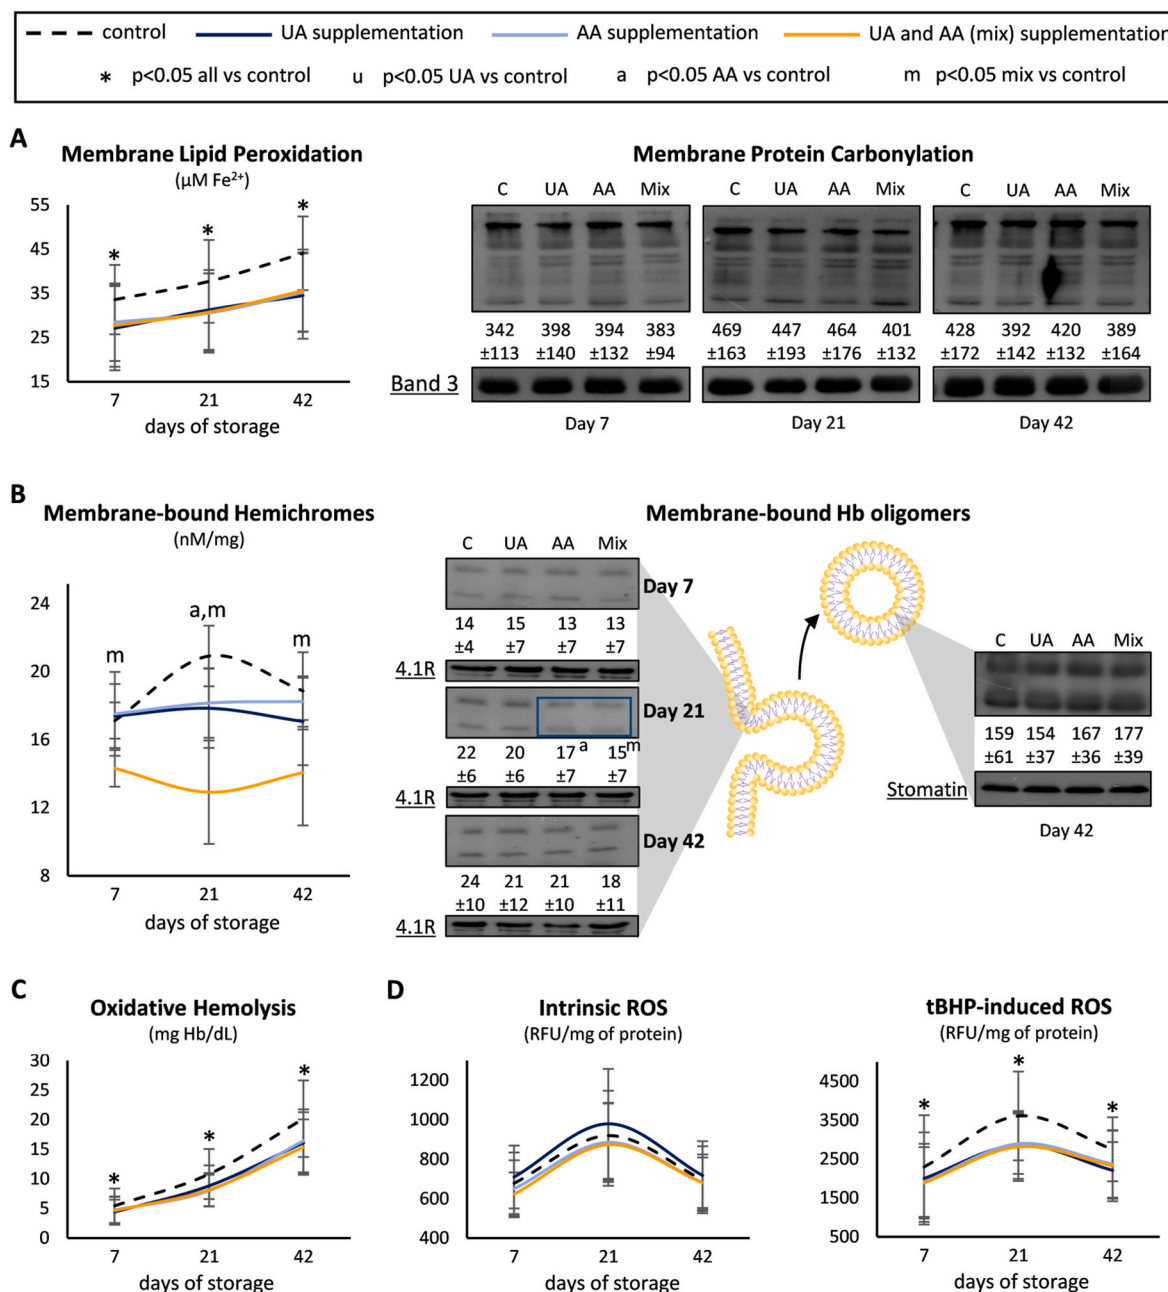 control UA supplementation AA supplementation UA and AA (mix) supplementation
* p<0.05 all vs control u p<0.05 UA vs control a p<0.05 AA vs control m p<0.05 mix vs control
A
Membrane Lipid Peroxidation
(µM Fe²⁺)
55
45
35
25
15
* * *
7 21 42
days of storage
Membrane Protein Carbonylation
C UA AA Mix C UA AA Mix C UA AA Mix
342 398 394 383 469 447 464 401 428 392 420 389
±113 ±140 ±132 ±94 ±163 ±193 ±176 ±132 ±172 ±142 ±132 ±164
Band 3
Day 7 Day 21 Day 42
B
Membrane-bound Hemichromes
(nM/mg)
24
20
16
12
8
m a,m m
7 21 42
days of storage
Membrane-bound Hb oligomers
C UA AA Mix
Day 7
14 15 13 13
±4 ±7 ±7 ±7
4.1R
Day 21
22 20 17ᵃ 15ᵐ
±6 ±6 ±7 ±7
4.1R
Day 42
24 21 21 18
±10 ±12 ±10 ±11
4.1R
C UA AA Mix
159 154 167 177
±61 ±37 ±36 ±39
Stomatin
Day 42
C
Oxidative Hemolysis
(mg Hb/dL)
30
25
20
15
10
5
0
* * *
7 21 42
days of storage
D
Intrinsic ROS
(RFU/mg of protein)
1200
1000
800
600
400
7 21 42
days of storage
tBHP-induced ROS
(RFU/mg of protein)
4500
3500
2500
1500
500
* * *
7 21 42
days of storage